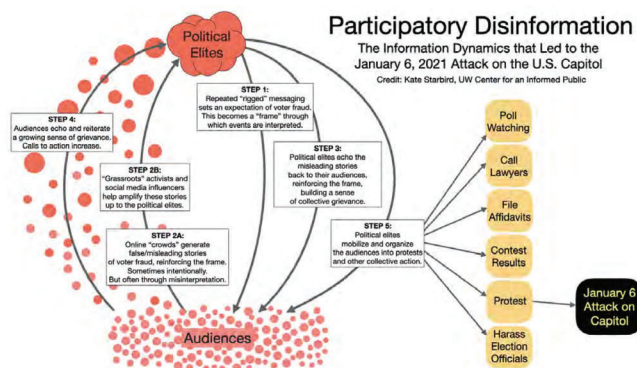 Participatory Disinformation
The Information Dynamics that Led to the
January 6, 2021 Attack on the U.S. Capitol
Credit: Kate Starbird, UW Center for an Informed Public
Political
Elites
STEP 1:
Repeated "rigged" messaging
sets an expectation of voter fraud.
This becomes a "frame" through
which events are interpreted.
STEP 4:
Audiences echo and reiterate
a growing sense of grievance.
Calls to action increase.
STEP 2B:
"Grassroots" activists and
social media influencers
help amplify these stories
up to the political elites.
STEP 3:
Political elites echo the
misleading stories
back to their audiences,
reinforcing the frame,
building a sense
of collective grievance.
STEP 2A:
Online "crowds" generate
false/misleading stories
of voter fraud, reinforcing the frame.
Sometimes intentionally.
But often through misinterpretation.
STEP 5:
Political elites
mobilize and organize
the audiences into protests
and other collective action.
Audiences
Poll
Watching
Call
Lawyers
File
Affidavits
Contest
Results
Protest
Harass
Election
Officials
January 6
Attack on
Capitol